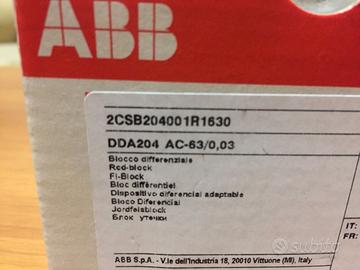 ABB
2CSB204001R1630
DDA204 AC-63/0,03
Blocco differenziale
Rcd-block
FI-Block
Bloc différentiel
Dispositivo diferencial adaptable
Bloco Diferencial
Jordfelsblock
Блок утечки
IT:
FR:
ABB S.p.A. - V.le dell'Industria 18, 20010 Vittuone (MI), Italy
subito